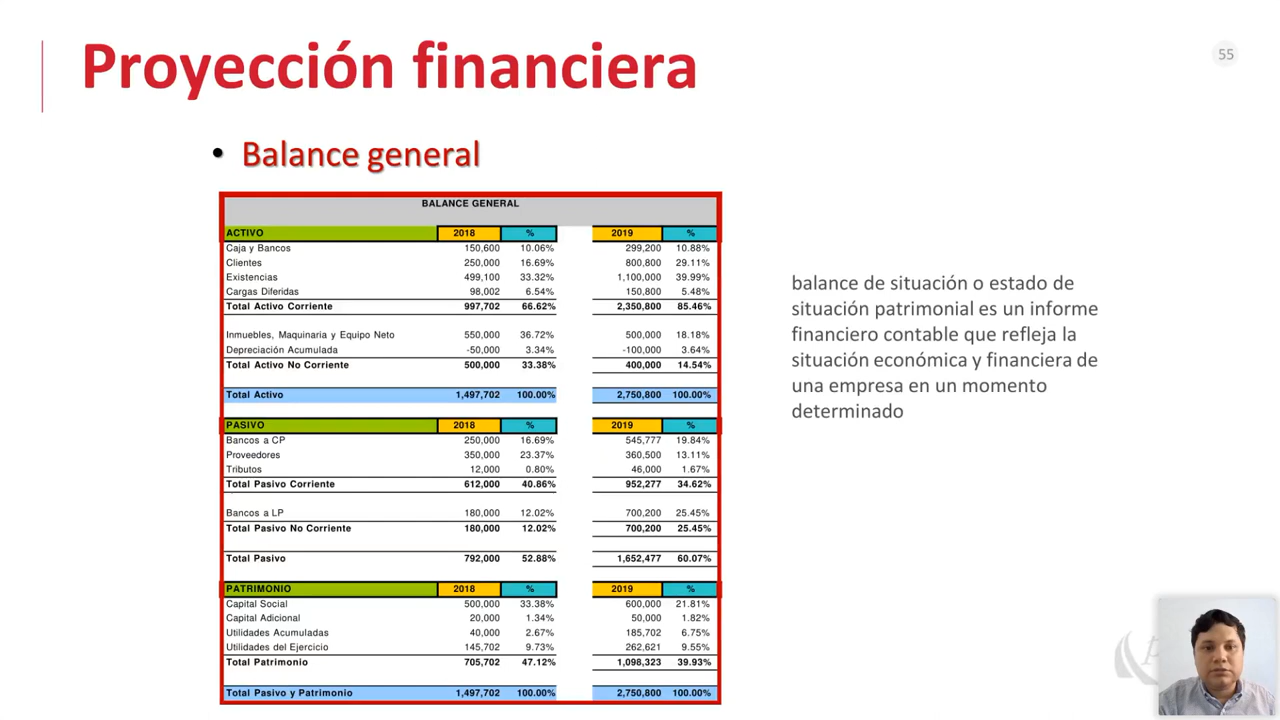 Proyección financiera
55
• Balance general
BALANCE GENERAL
ACTIVO 2018 % 2019 %
Caja y Bancos 150,600 10.06% 299,200 10.88%
Clientes 250,000 16.69% 800,800 29.11%
Existencias 499,100 33.32% 1,100,000 39.99%
Cargas Diferidas 98,002 6.54% 150,800 5.48%
Total Activo Corriente 997,702 66.62% 2,350,800 85.46%
Inmuebles, Maquinaria y Equipo Neto 550,000 36.72% 500,000 18.18%
Depreciación Acumulada -50,000 3.34% -100,000 3.64%
Total Activo No Corriente 500,000 33.38% 400,000 14.54%
Total Activo 1,497,702 100.00% 2,750,800 100.00%
PASIVO 2018 % 2019 %
Bancos a CP 250,000 16.69% 545,777 19.84%
Proveedores 350,000 23.37% 360,500 13.11%
Tributos 12,000 0.80% 46,000 1.67%
Total Pasivo Corriente 612,000 40.86% 952,277 34.62%
Bancos a LP 180,000 12.02% 700,200 25.45%
Total Pasivo No Corriente 180,000 12.02% 700,200 25.45%
Total Pasivo 792,000 52.88% 1,652,477 60.07%
PATRIMONIO 2018 % 2019 %
Capital Social 500,000 33.38% 600,000 21.81%
Capital Adicional 20,000 1.34% 50,000 1.82%
Utilidades Acumuladas 40,000 2.67% 185,702 6.75%
Utilidades del Ejercicio 145,702 9.73% 262,621 9.55%
Total Patrimonio 705,702 47.12% 1,098,323 39.93%
Total Pasivo y Patrimonio 1,497,702 100.00% 2,750,800 100.00%
balance de situación o estado de
situación patrimonial es un informe
financiero contable que refleja la
situación económica y financiera de
una empresa en un momento
determinado